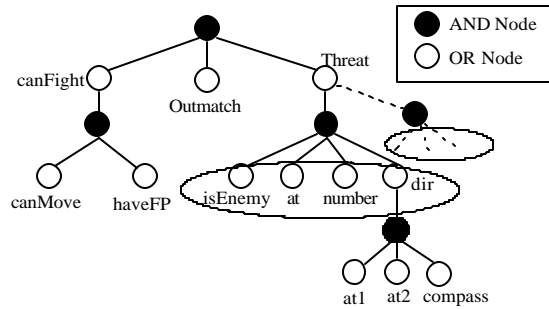 AND Node
OR Node
canFight
Outmatch
Threat
canMove
haveFP
isEnemy
at
number
dir
at1
at2
compass